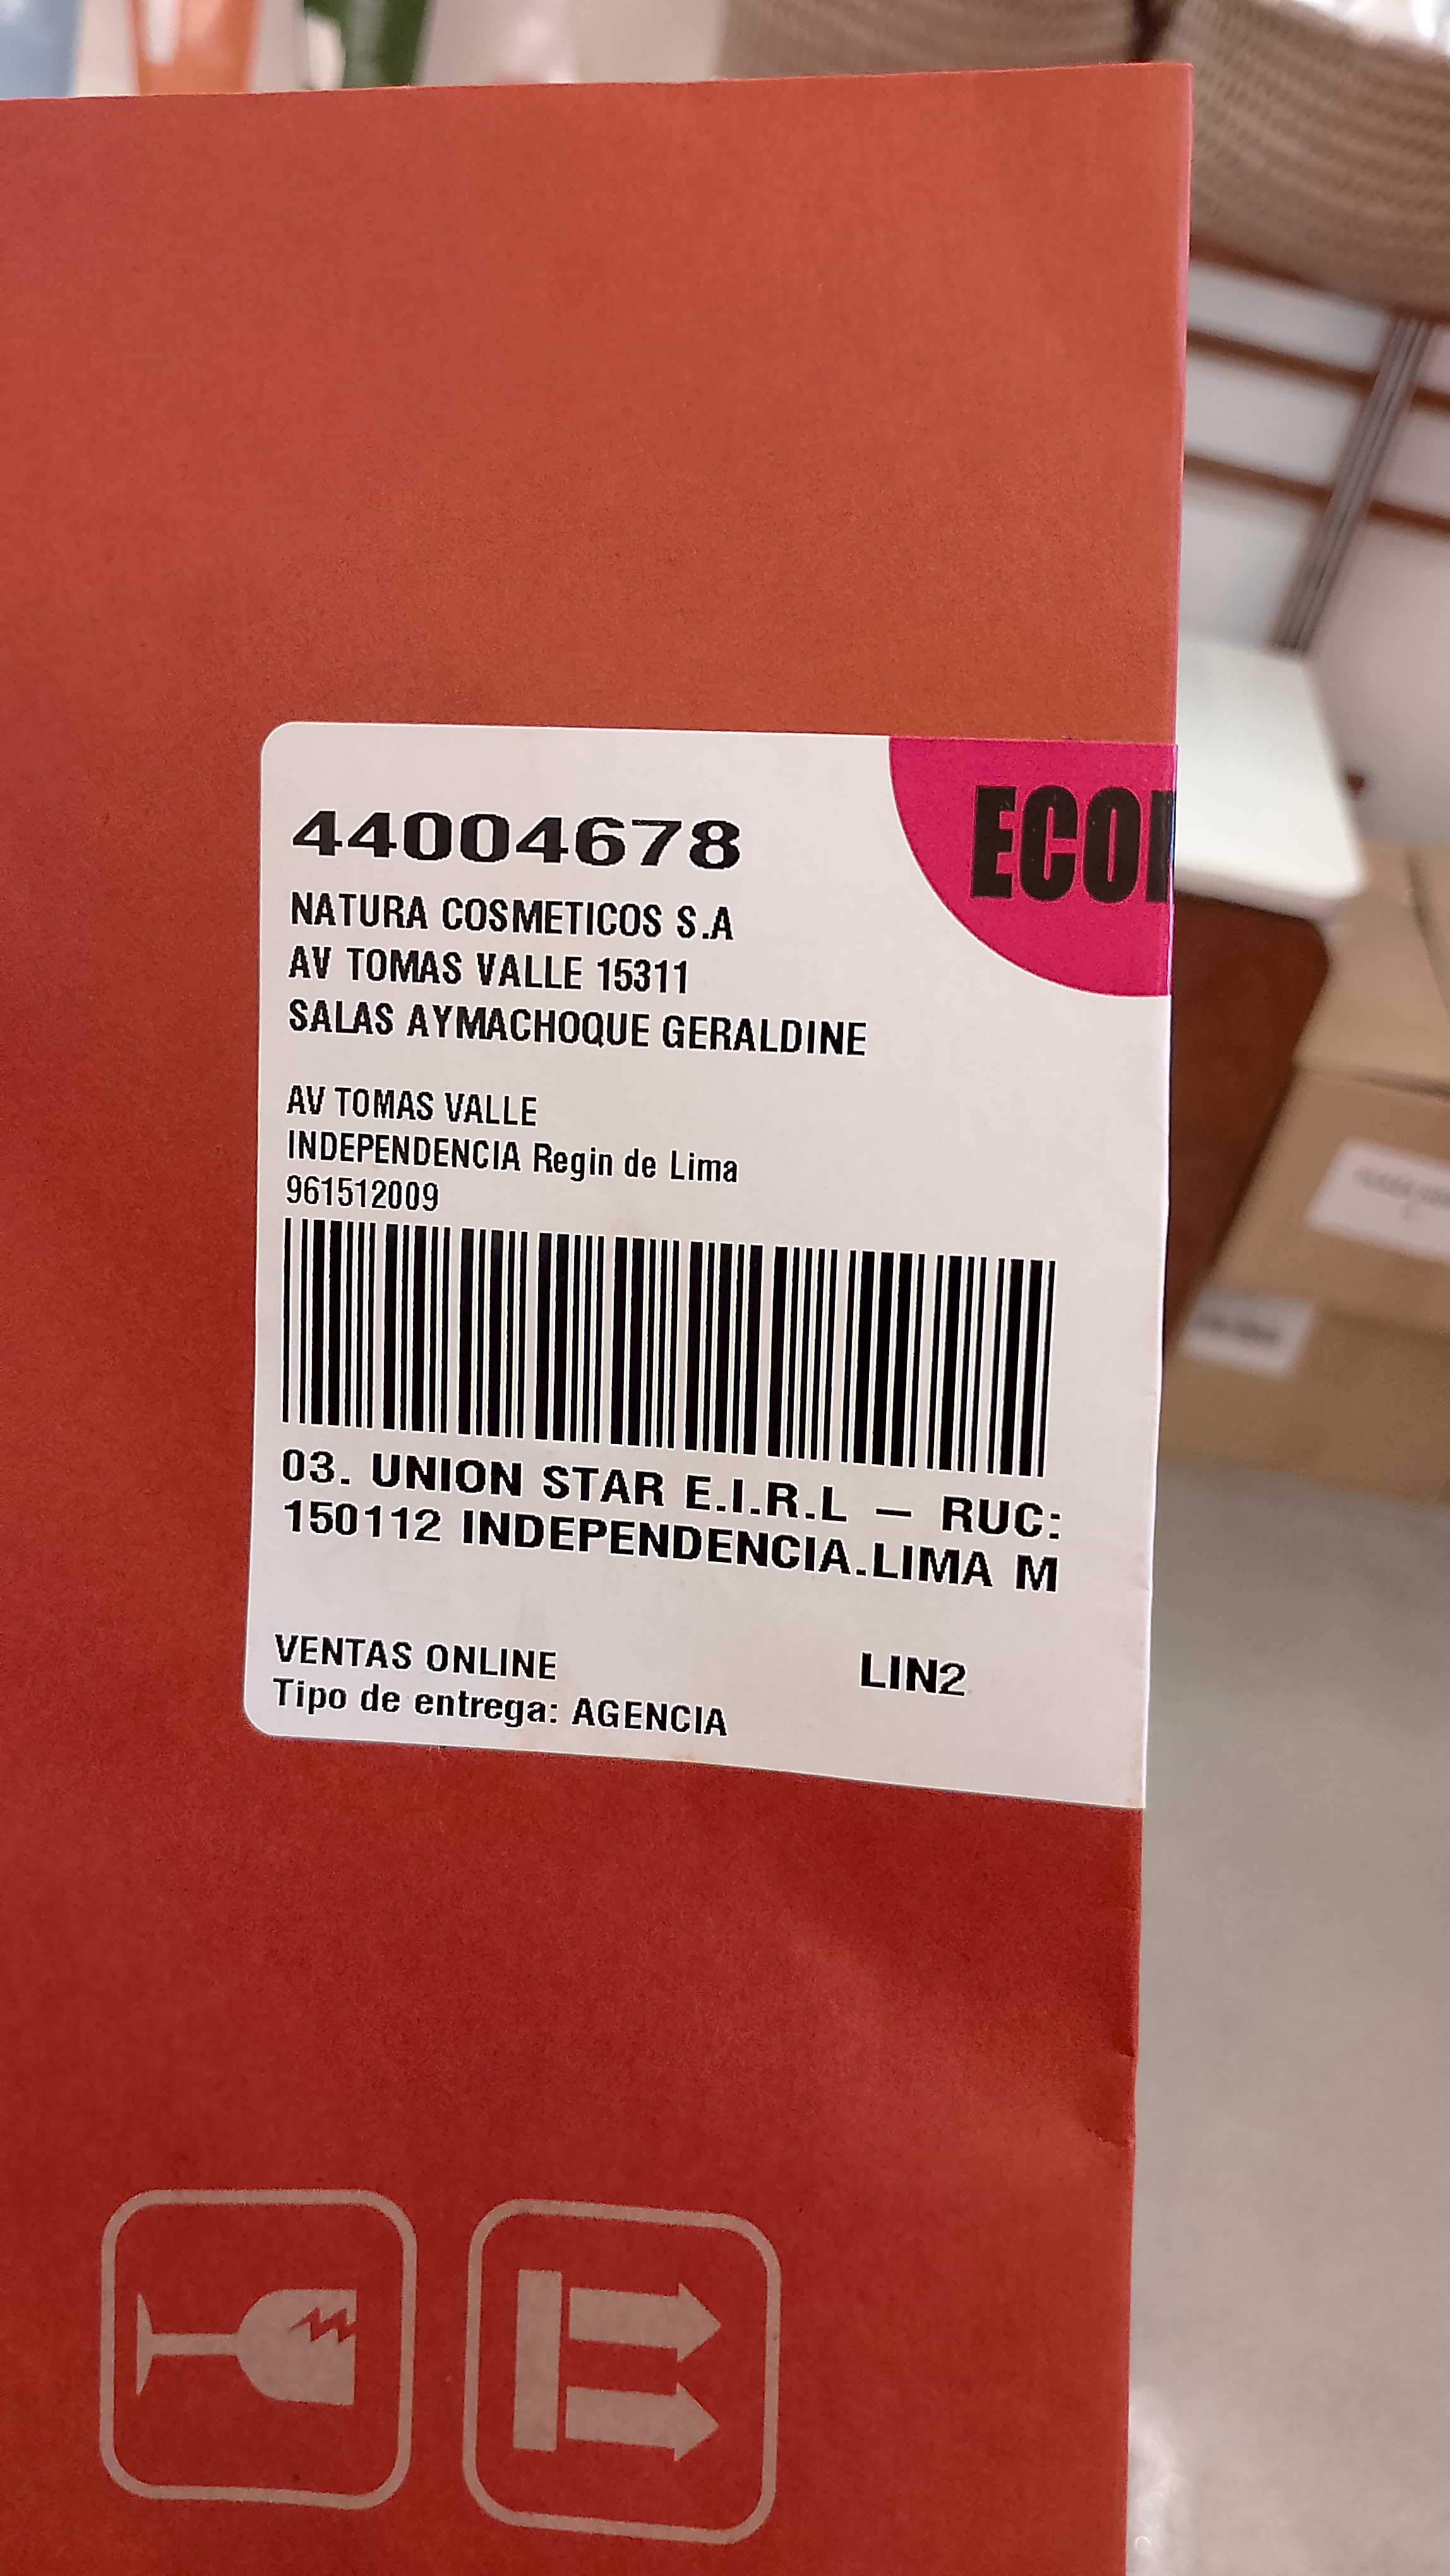 44004678
ECO
NATURA COSMETICOS S.A
AV TOMAS VALLE 15311
SALAS AYMACHOQUE GERALDINE
AV TOMAS VALLE
INDEPENDENCIA Regin de Lima
961512009
03. UNION STAR E.I.R.L – RUC:
150112 INDEPENDENCIA.LIMA M
VENTAS ONLINE
LIN2
Tipo de entrega: AGENCIA